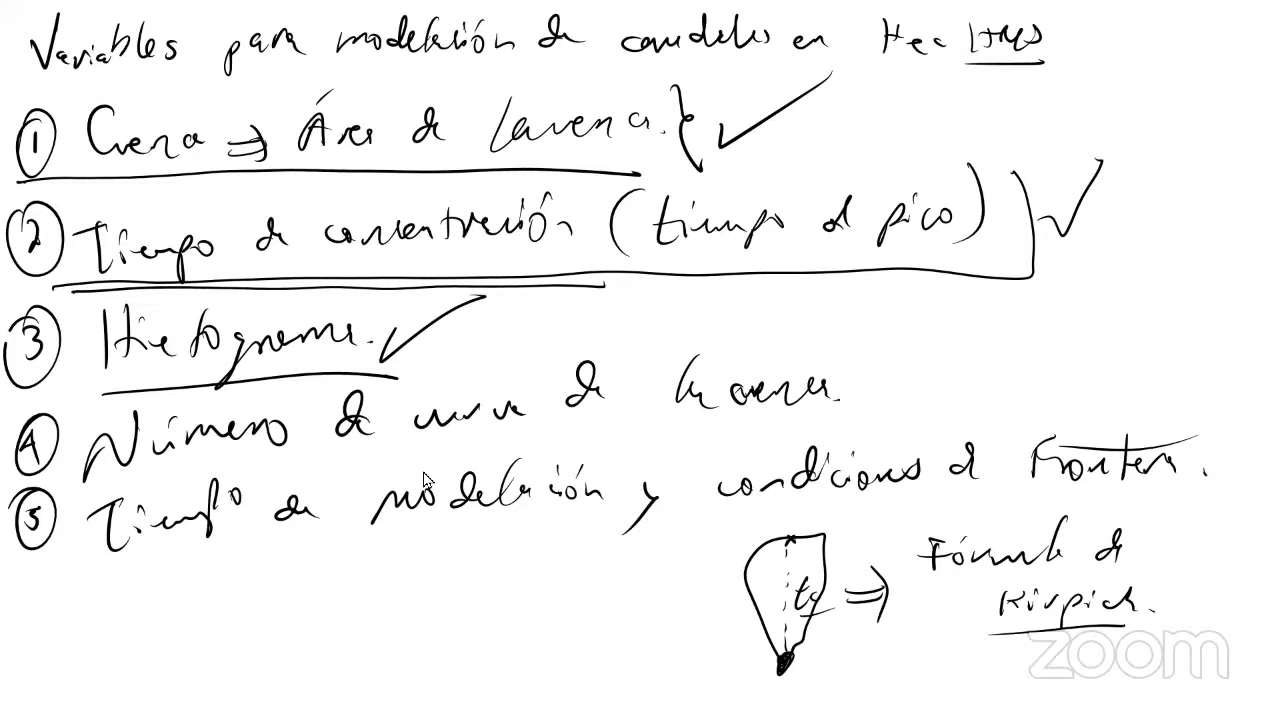 Variables para modelación de caudales en Hec HMS
① Cuenca ⇒ Área de la cuenca. ✓
② Tiempo de concentración (tiempo al pico) ✓
③ Hietograma. ✓
④ Número de curva de la cuenca.
⑤ Tiempo de modelación y condiciones de Frontera.
tc ⇒ Fórmula de
Kirpich.
zoom